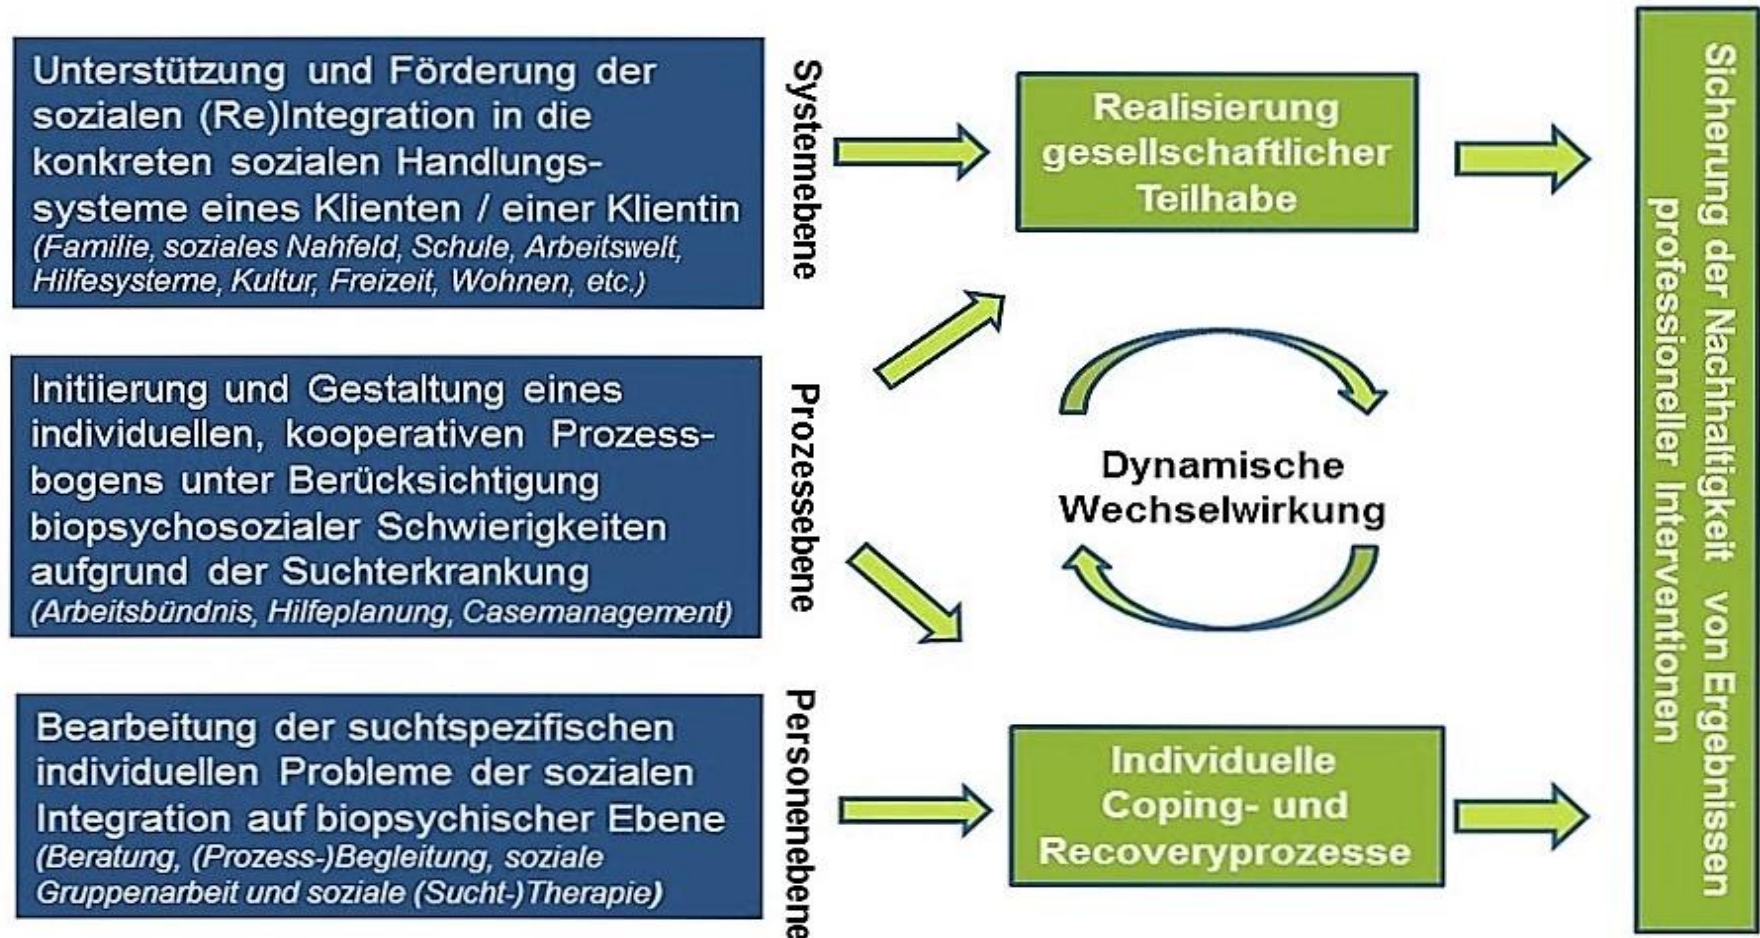 Unterstützung und Förderung der
sozialen (Re)Integration in die
konkreten sozialen Handlungs-
systeme eines Klienten / einer Klientin
(Familie, soziales Nahfeld, Schule, Arbeitswelt,
Hilfesysteme, Kultur, Freizeit, Wohnen, etc.)
Systemebene
Realisierung
gesellschaftlicher
Teilhabe
Initiierung und Gestaltung eines
individuellen, kooperativen Prozess-
bogens unter Berücksichtigung
biopsychosozialer Schwierigkeiten
aufgrund der Suchterkrankung
(Arbeitsbündnis, Hilfeplanung, Casemanagement)
Prozessebene
Dynamische
Wechselwirkung
Bearbeitung der suchtspezifischen
individuellen Probleme der sozialen
Integration auf biopsychischer Ebene
(Beratung, (Prozess-)Begleitung, soziale
Gruppenarbeit und soziale (Sucht-)Therapie)
Personenebene
Individuelle
Coping- und
Recoveryprozesse
Sicherung der Nachhaltigkeit von Ergebnissen
professioneller Interventionen